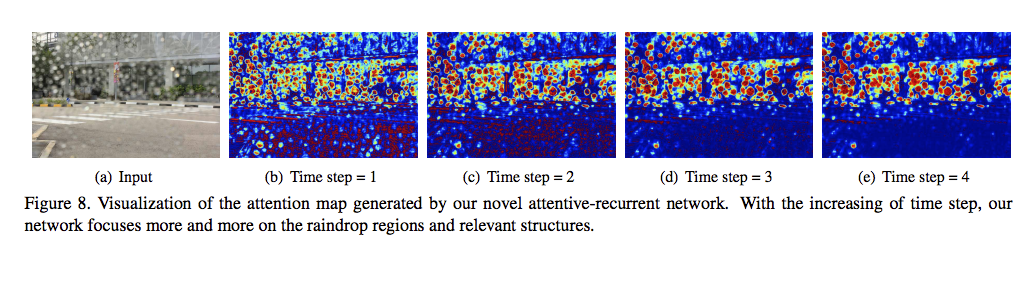 (a) Input
(b) Time step = 1
(c) Time step = 2
(d) Time step = 3
(e) Time step = 4
Figure 8. Visualization of the attention map generated by our novel attentive-recurrent network. With the increasing of time step, our
network focuses more and more on the raindrop regions and relevant structures.